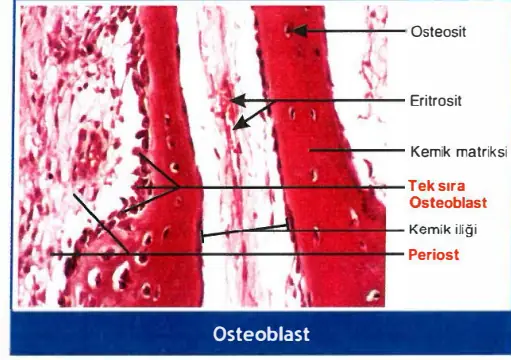 Osteosit
Eritrosit
Kemik matriksi
Tek sıra
Osteoblast
Kemik iliği
Periost
Osteoblast